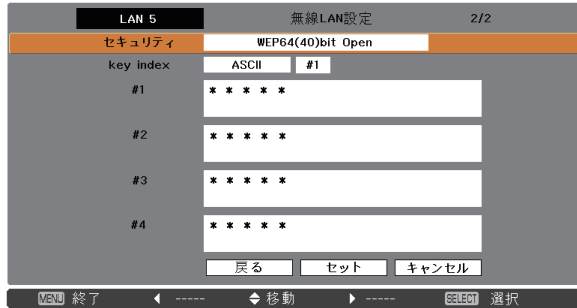 LAN 5 無線LAN設定 2/2
セキュリティ WEP64(40)bit Open
key index ASCII #1
#1 * * * * *
#2 * * * * *
#3 * * * * *
#4 * * * * *
戻る セット キャンセル
MENU 終了 ◀ ----- ◆ 移動 ▶ ----- SELECT 選択